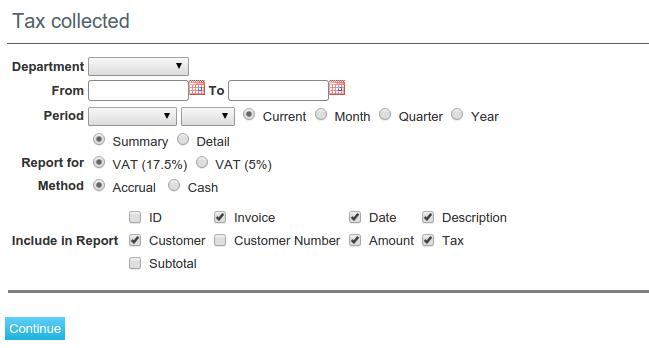 Tax collected
Department
From To
Period Current Month Quarter Year
Summary Detail
Report for VAT (17.5%) VAT (5%)
Method Accrual Cash
ID Invoice Date Description
Include in Report Customer Customer Number Amount Tax
Subtotal
Continue